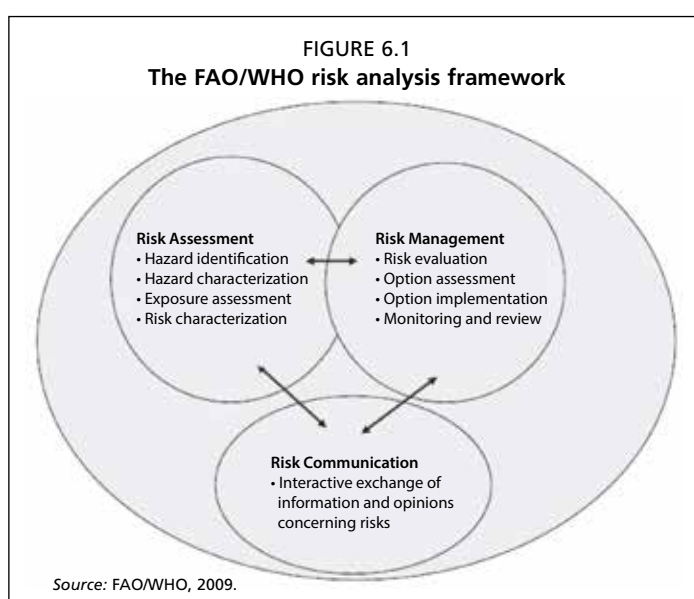 FIGURE 6.1
The FAO/WHO risk analysis framework
Risk Assessment
• Hazard identification
• Hazard characterization
• Exposure assessment
• Risk characterization
Risk Management
• Risk evaluation
• Option assessment
• Option implementation
• Monitoring and review
Risk Communication
• Interactive exchange of
information and opinions
concerning risks
Source: FAO/WHO, 2009.